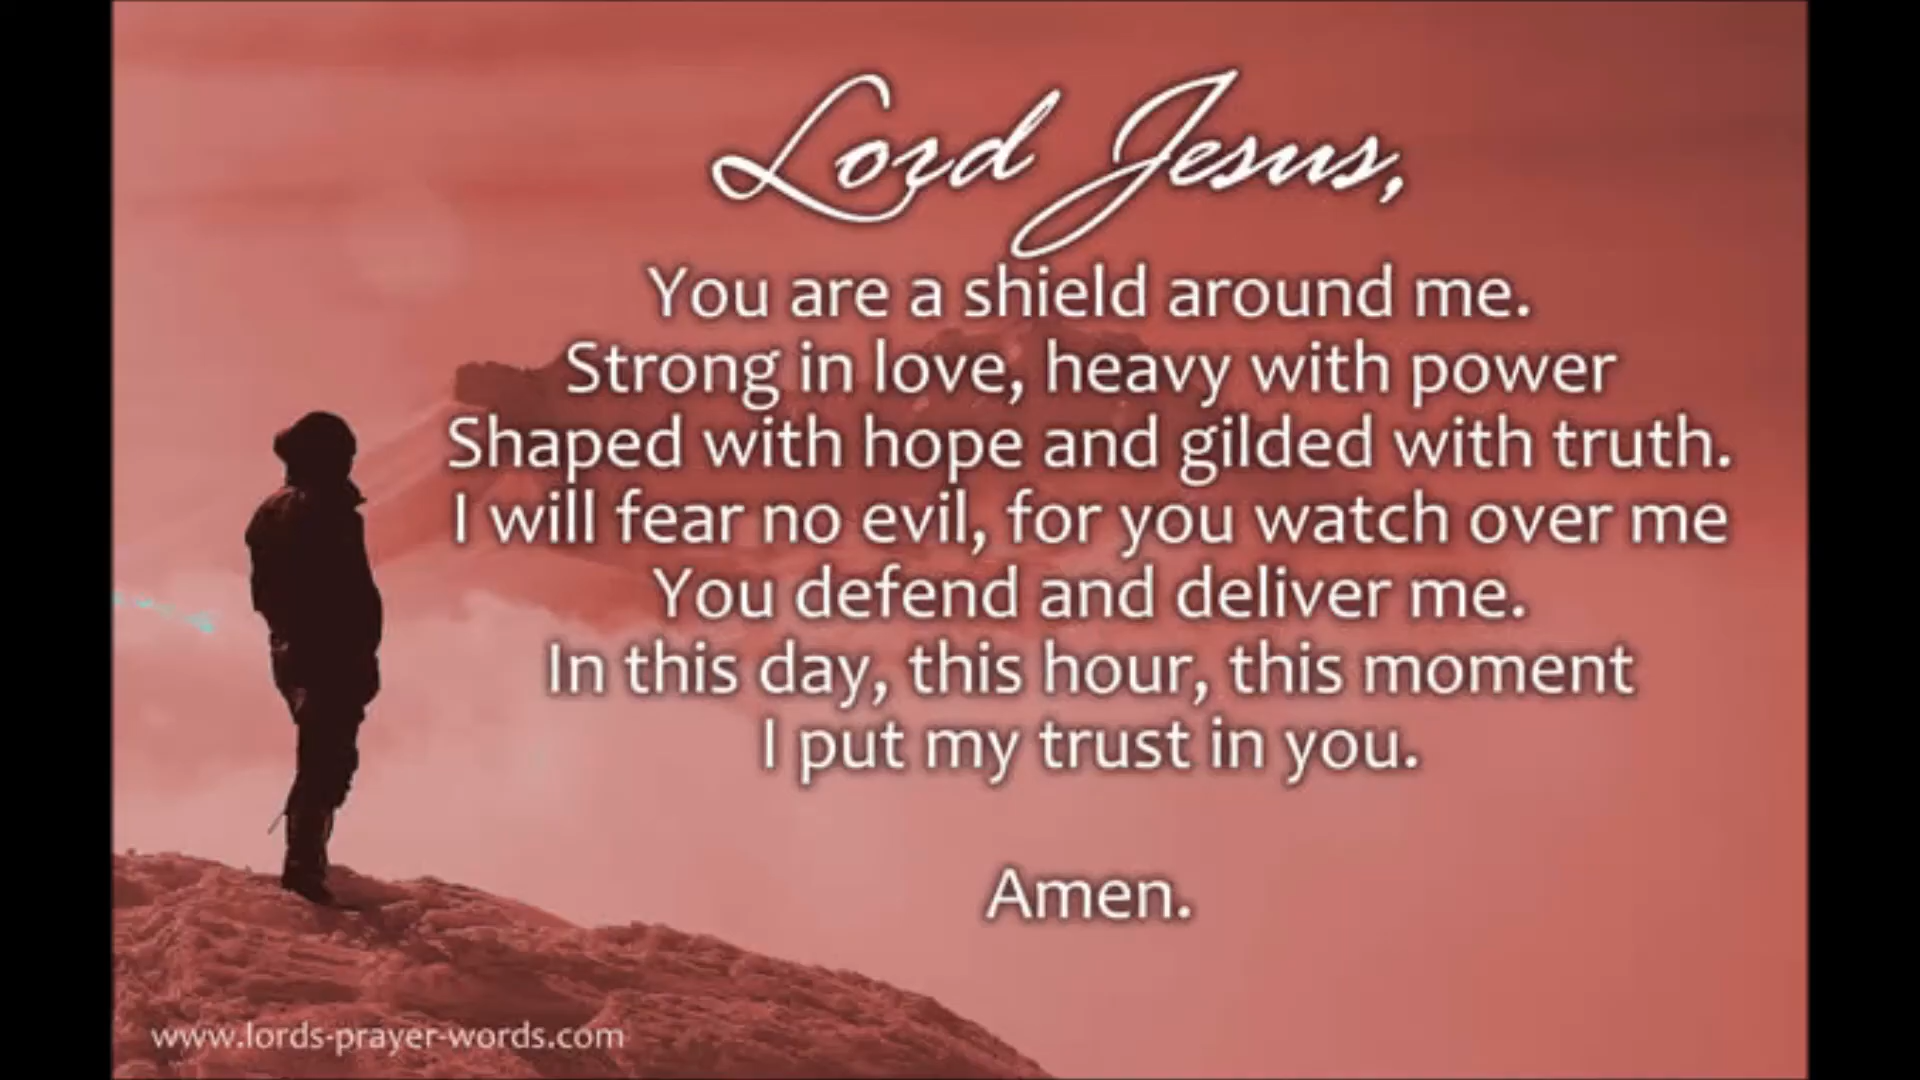 Lord Jesus,
You are a shield around me.
Strong in love, heavy with power
Shaped with hope and gilded with truth.
I will fear no evil, for you watch over me
You defend and deliver me.
In this day, this hour, this moment
I put my trust in you.
Amen.
www.lords-prayer-words.com